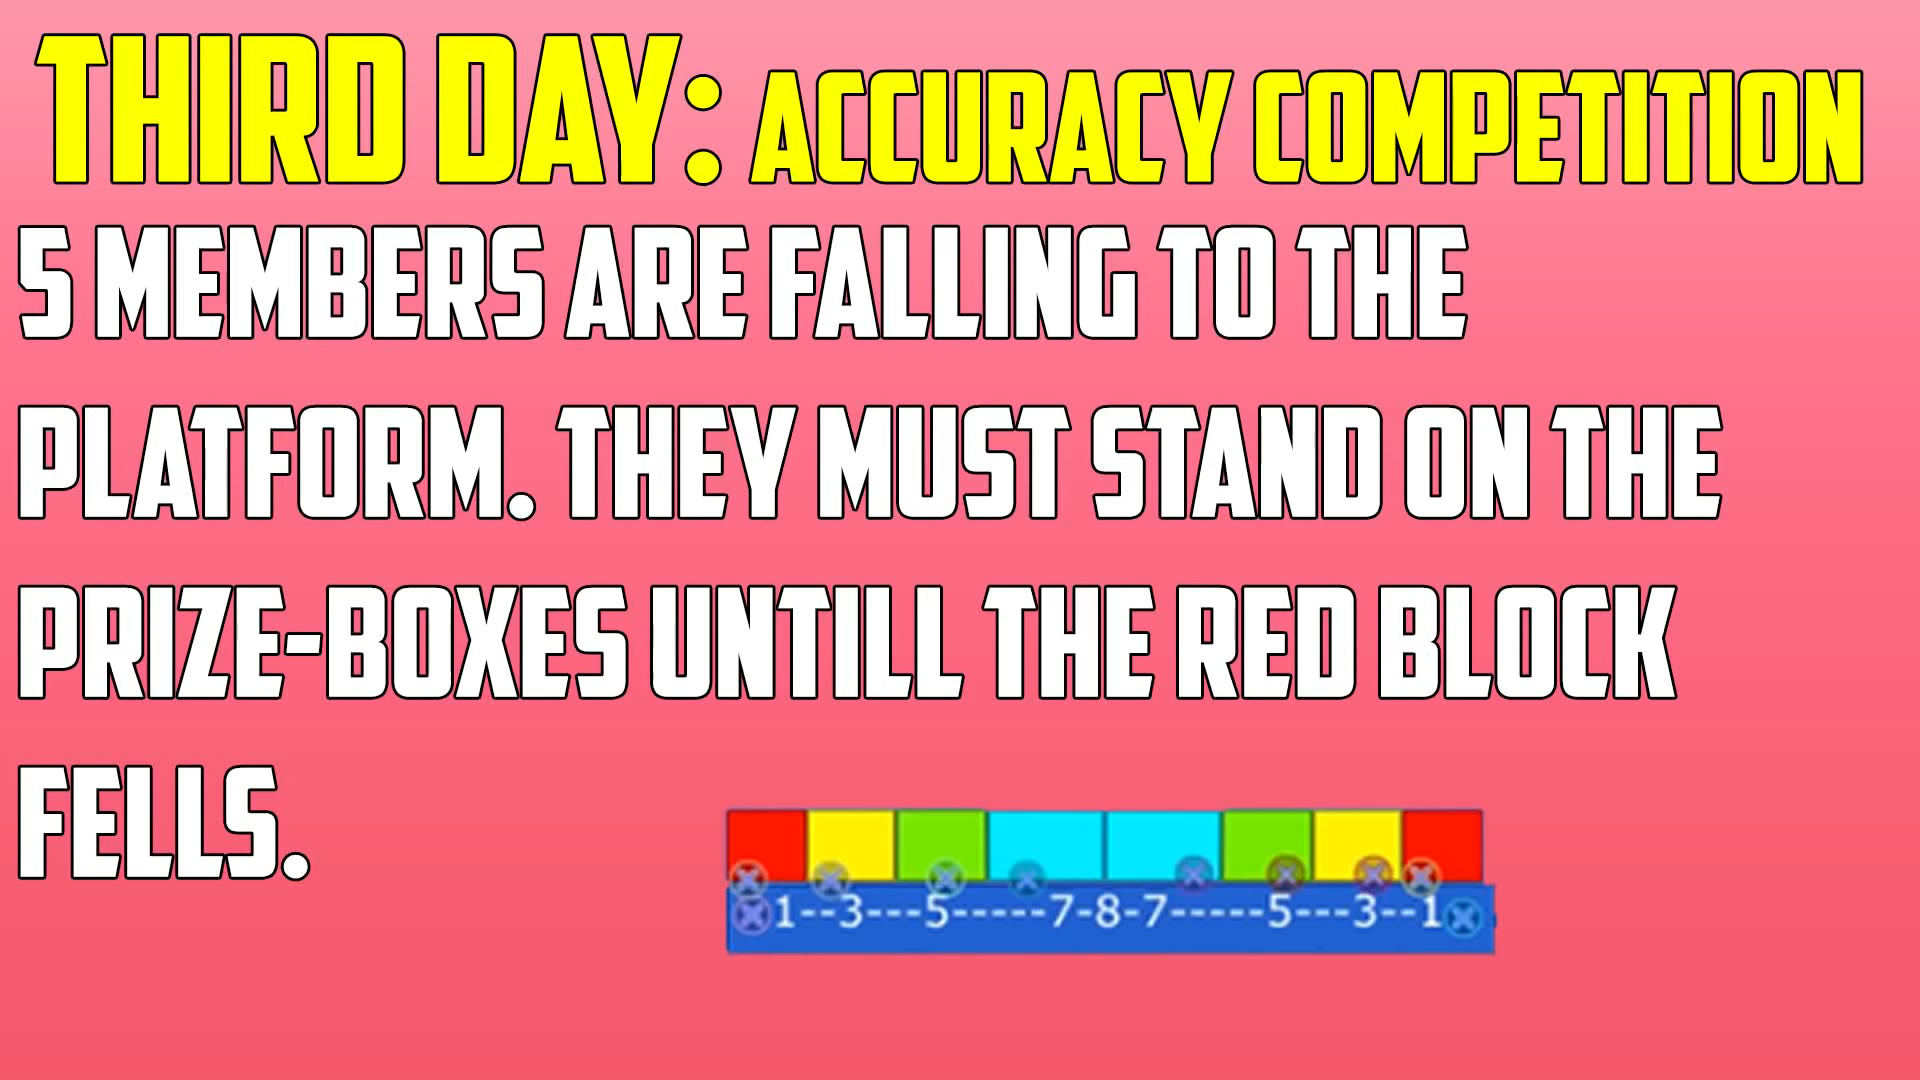 THIRD DAY: ACCURACY COMPETITION
5 MEMBERS ARE FALLING TO THE
PLATFORM. THEY MUST STAND ON THE
PRIZE-BOXES UNTILL THE RED BLOCK
FELLS.
1--3---5-----7-8-7-----5---3--1